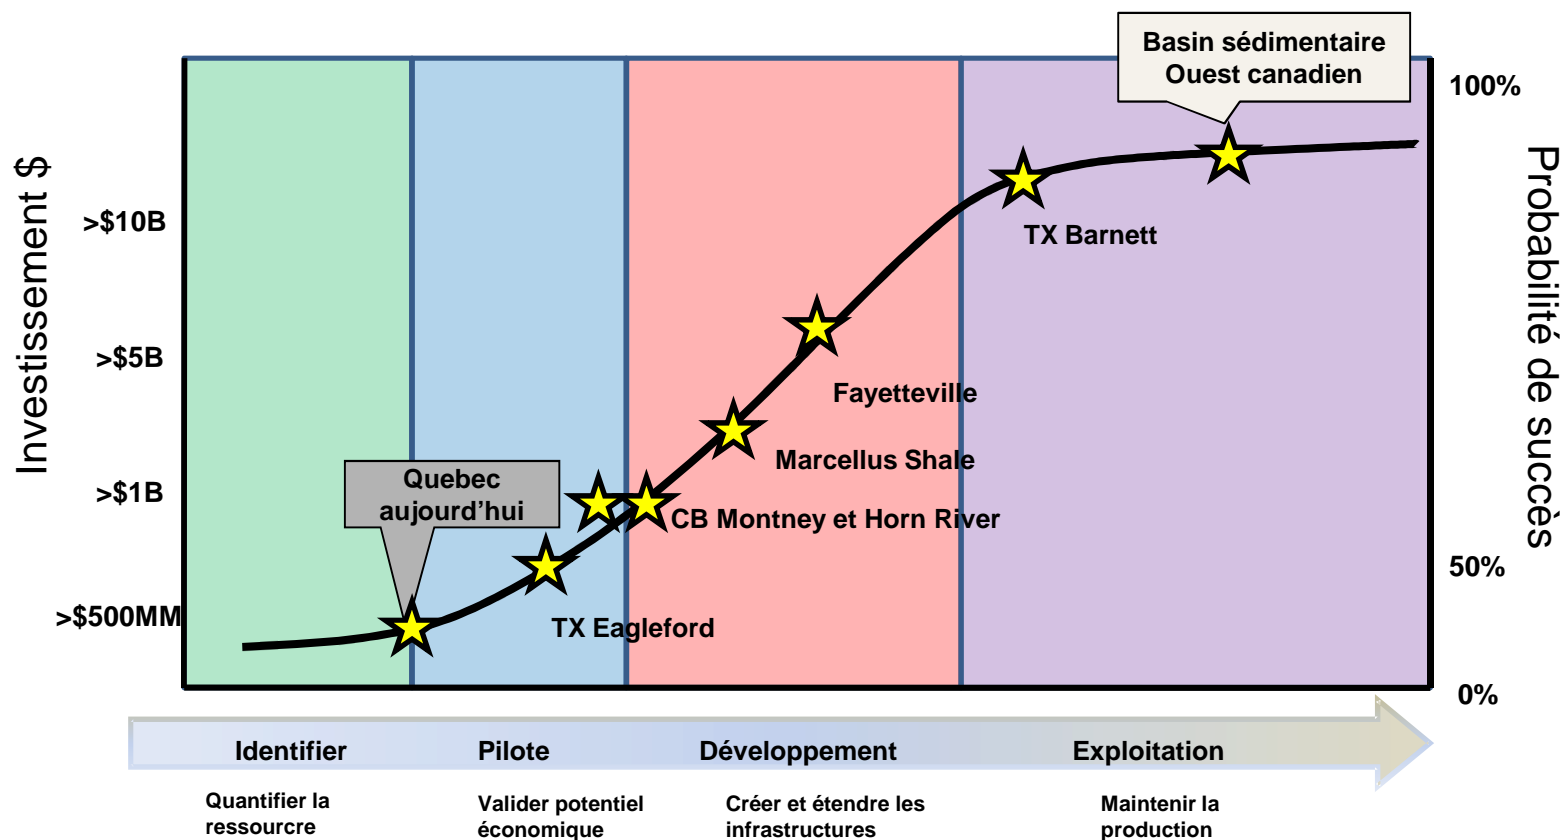 Basin sédimentaire
Ouest canadien
100%
Investissement $
Probabilité de succès
>$10B
TX Barnett
>$5B
Fayetteville
Marcellus Shale
Quebec
aujourd’hui
>$1B
CB Montney et Horn River
50%
>$500MM
TX Eagleford
0%
Identifier
Pilote
Développement
Exploitation
Quantifier la
ressourcre
Valider potentiel
économique
Créer et étendre les
infrastructures
Maintenir la
production